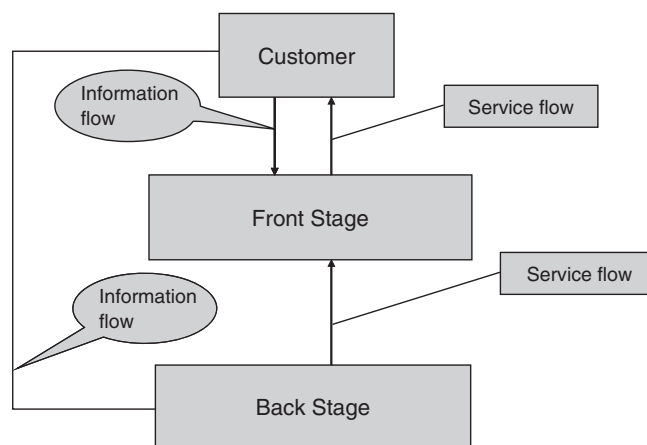 Customer
Information
flow
Service flow
Front Stage
Service flow
Information
flow
Back Stage